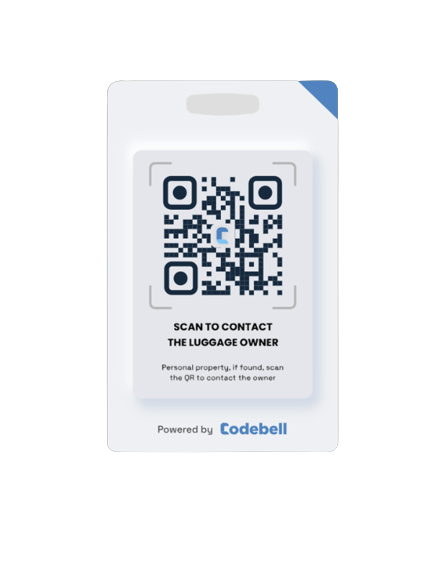 SCAN TO CONTACT
THE LUGGAGE OWNER
Personal property, if found, scan
the QR to contact the owner
Powered by Codebell